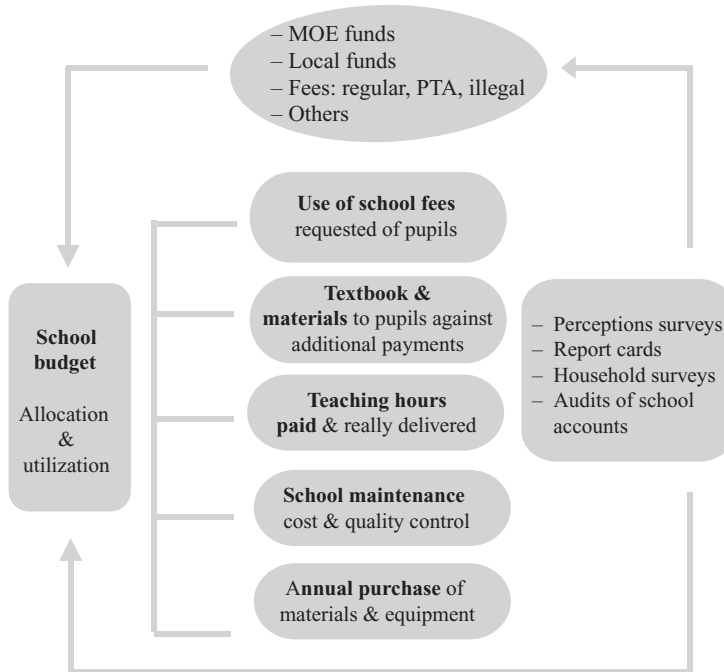 – MOE funds
– Local funds
– Fees: regular, PTA, illegal
– Others
Use of school fees
requested of pupils
Textbook &
materials to pupils against
additional payments
Teaching hours
paid & really delivered
School maintenance
cost & quality control
Annual purchase of
materials & equipment
School
budget
Allocation
&
utilization
– Perceptions surveys
– Report cards
– Household surveys
– Audits of school
accounts